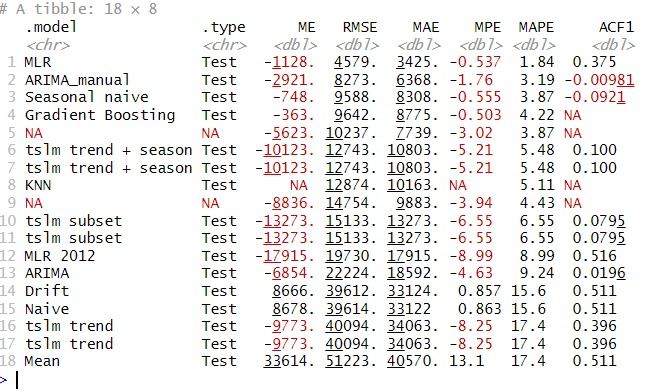 # A tibble: 18 × 8
.model .type ME RMSE MAE MPE MAPE ACF1
<chr> <chr> <dbl> <dbl> <dbl> <dbl> <dbl> <dbl>
1 MLR Test -1128. 4579. 3425. -0.537 1.84 0.375
2 ARIMA_manual Test -2921. 8273. 6368. -1.76 3.19 -0.00981
3 Seasonal naive Test -748. 9588. 8308. -0.555 3.87 -0.0921
4 Gradient Boosting Test -363. 9642. 8775. -0.503 4.22 NA
5 NA NA -5623. 10237. 7739. -3.02 3.87 NA
6 tslm trend + season Test -10123. 12743. 10803. -5.21 5.48 0.100
7 tslm trend + season Test -10123. 12743. 10803. -5.21 5.48 0.100
8 KNN Test NA 12874. 10163. NA 5.11 NA
9 NA NA -8836. 14754. 9883. -3.94 4.43 NA
10 tslm subset Test -13273. 15133. 13273. -6.55 6.55 0.0795
11 tslm subset Test -13273. 15133. 13273. -6.55 6.55 0.0795
12 MLR 2012 Test -17915. 19730. 17915. -8.99 8.99 0.516
13 ARIMA Test -6854. 22224. 18592. -4.63 9.24 0.0196
14 Drift Test 8666. 39612. 33124. 0.857 15.6 0.511
15 Naive Test 8678. 39614. 33122 0.863 15.6 0.511
16 tslm trend Test -9773. 40094. 34063. -8.25 17.4 0.396
17 tslm trend Test -9773. 40094. 34063. -8.25 17.4 0.396
18 Mean Test 33614. 51223. 40570. 13.1 17.4 0.511
>